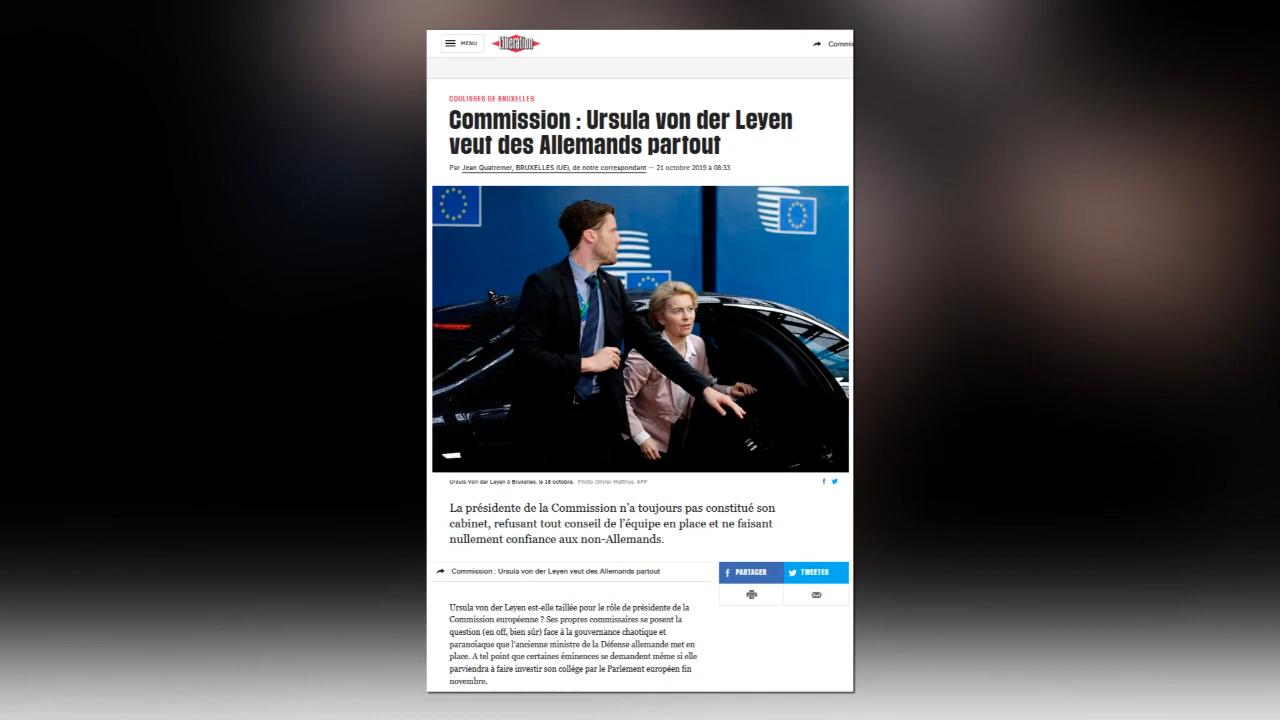 MENU
Libération
Commi
COULISSES DE BRUXELLES
Commission : Ursula von der Leyen
veut des Allemands partout
Par Jean Quatremer, BRUXELLES (UE), de notre correspondant — 21 octobre 2019 à 08:33
Ursula Von der Leyen à Bruxelles, le 18 octobre. Photo Olivier Matthys. AFP
La présidente de la Commission n'a toujours pas constitué son
cabinet, refusant tout conseil de l'équipe en place et ne faisant
nullement confiance aux non-Allemands.
Commission : Ursula von der Leyen veut des Allemands partout
PARTAGER
TWEETER
Ursula von der Leyen est-elle taillée pour le rôle de présidente de la
Commission européenne ? Ses propres commissaires se posent la
question (en off, bien sûr) face à la gouvernance chaotique et
paranoïaque que l'ancienne ministre de la Défense allemande met en
place. A tel point que certaines éminences se demandent même si elle
parviendra à faire investir son collège par le Parlement européen fin
novembre.